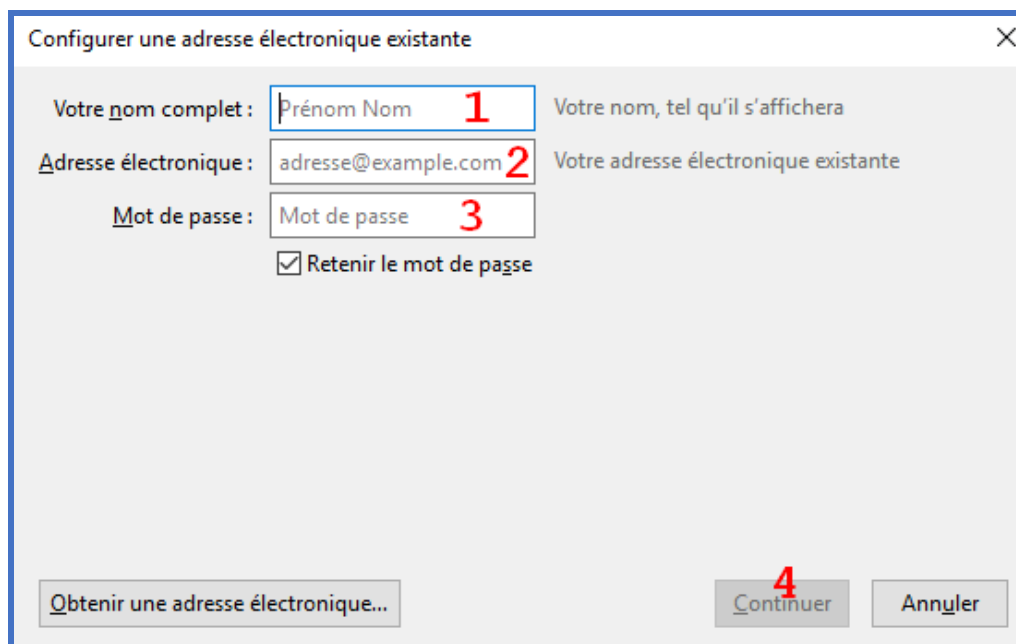 Configurer une adresse électronique existante
Votre nom complet : Prénom Nom 1 Votre nom, tel qu'il s'affichera
Adresse électronique : adresse@example.com 2 Votre adresse électronique existante
Mot de passe : Mot de passe 3
Retenir le mot de passe
4
Obtenir une adresse électronique... Continuer Annuler